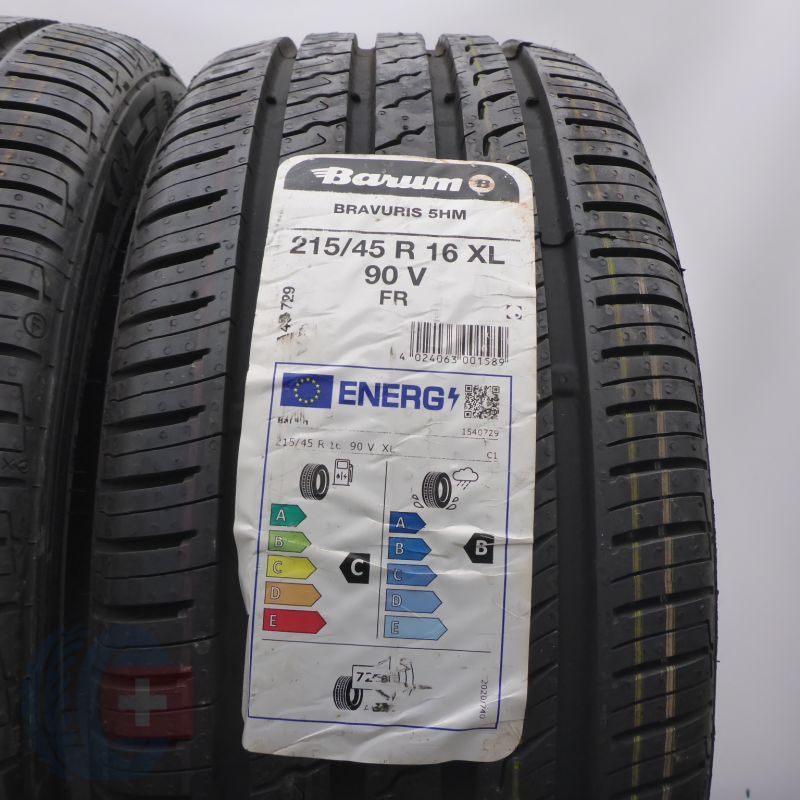 Barum B
BRAVURIS 5HM
215/45 R 16 XL
90 V
FR
729
4 024063 001589
ENERG
1540729
215/45 R 16 90 V XL
C1
A
B
C
D
E
C
A
B
C
D
E
B
72
2020/740